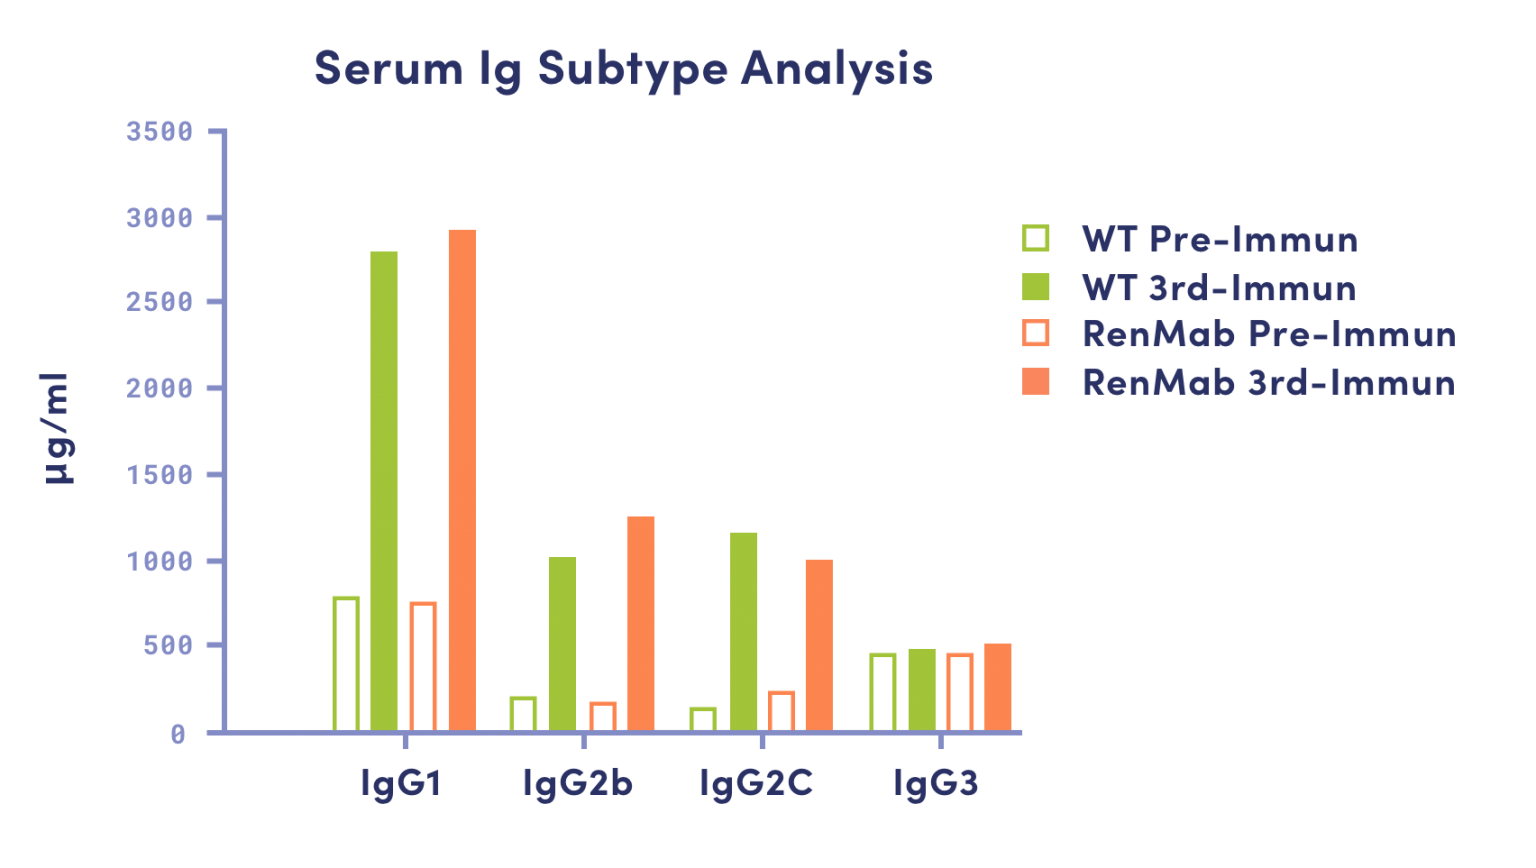 Serum Ig Subtype Analysis
3500
3000
2500
2000
1500
1000
500
0
µg/ml
IgG1
IgG2b
IgG2C
IgG3
WT Pre-Immun
WT 3rd-Immun
RenMab Pre-Immun
RenMab 3rd-Immun